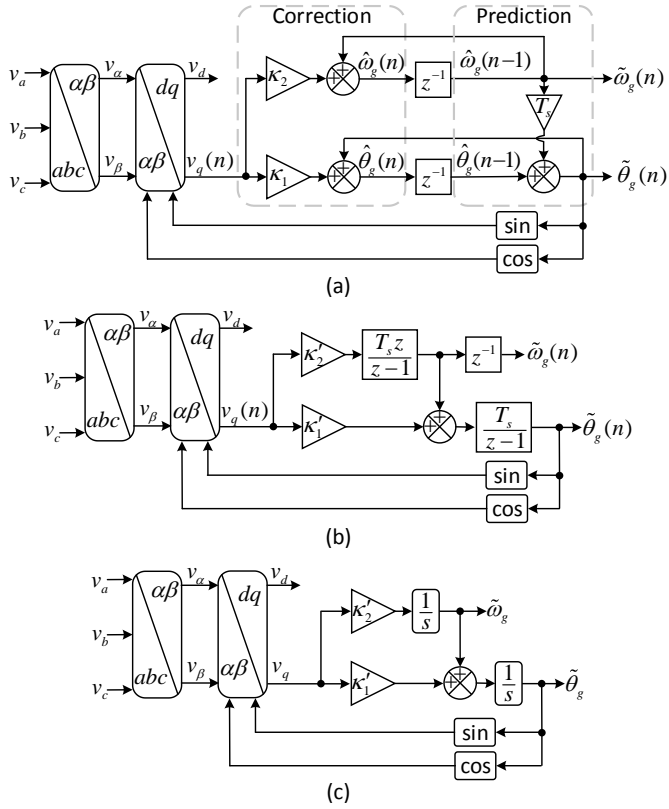 Correction
Prediction
v_a
v_b
v_c
αβ
abc
v_α
v_β
dq
αβ
v_d
v_q(n)
κ_2
κ_1
ω̂_g(n)
z^{-1}
ω̂_g(n−1)
ω̃_g(n)
T_s
θ̂_g(n)
z^{-1}
θ̂_g(n−1)
θ̃_g(n)
sin
cos
(a)
v_a
v_b
v_c
αβ
abc
v_α
v_β
dq
αβ
v_d
v_q(n)
κ′_2
κ′_1
T_s z
z−1
z^{-1}
ω̃_g(n)
T_s
z−1
θ̃_g(n)
sin
cos
(b)
v_a
v_b
v_c
αβ
abc
v_α
v_β
dq
αβ
v_d
v_q
κ′_2
κ′_1
1
s
ω̃_g
1
s
θ̃_g
sin
cos
(c)